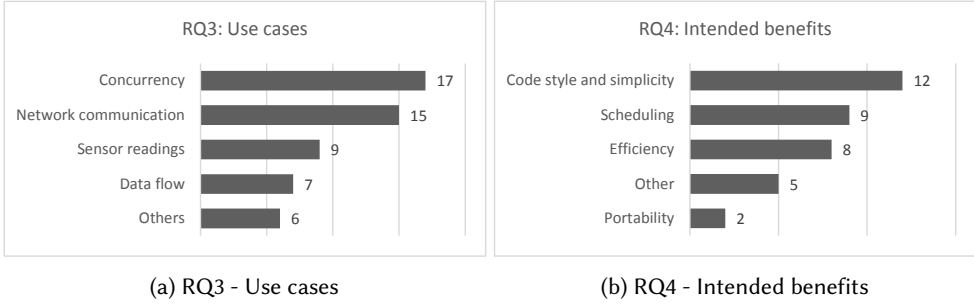 RQ3: Use cases
Concurrency 17
Network communication 15
Sensor readings 9
Data flow 7
Others 6
(a) RQ3 - Use cases
RQ4: Intended benefits
Code style and simplicity 12
Scheduling 9
Efficiency 8
Other 5
Portability 2
(b) RQ4 - Intended benefits